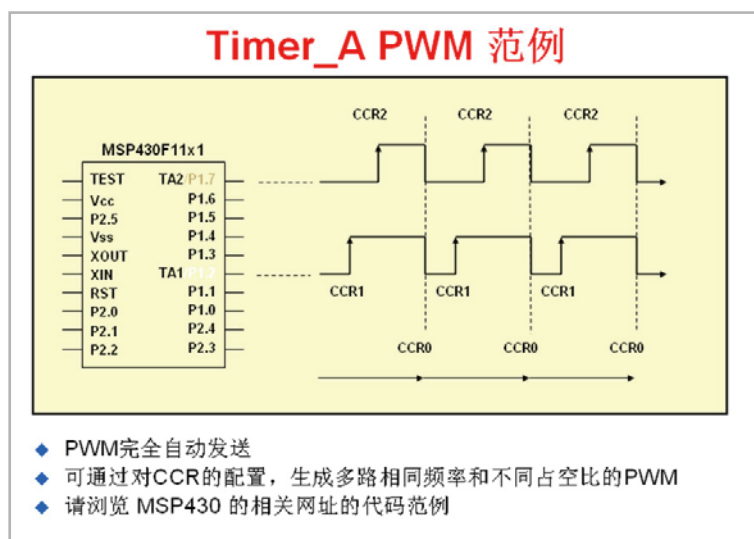 Timer_A PWM 范例
CCR2 CCR2 CCR2
MSP430F11x1
TEST TA2/P1.7
Vcc P1.6
P2.5 P1.5
Vss P1.4
XOUT P1.3
XIN TA1/P1.2
RST P1.1
P2.0 P1.0
P2.1 P2.4
P2.2 P2.3
CCR1 CCR1 CCR1
CCR0 CCR0 CCR0
PWM完全自动发送
可通过对CCR的配置，生成多路相同频率和不同占空比的PWM
请浏览 MSP430 的相关网址的代码范例